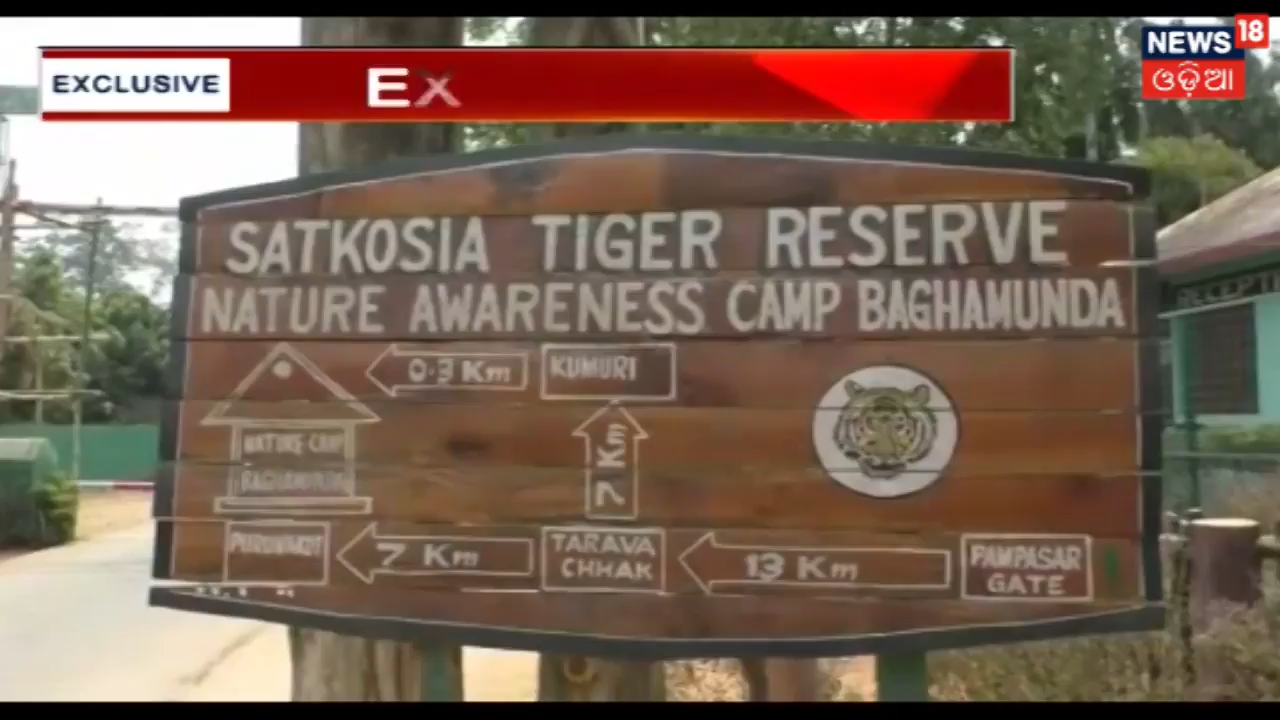 EXCLUSIVE
EX
NEWS 18
ଓଡ଼ିଆ
SATKOSIA TIGER RESERVE
NATURE AWARENESS CAMP BAGHAMUNDA
0.3 Km
KUMURI
NATURE CAMP
BAGHAMUNDA
7 Km
7 Km
TARAVA
CHHAK
13 Km
PAMPASAR
GATE